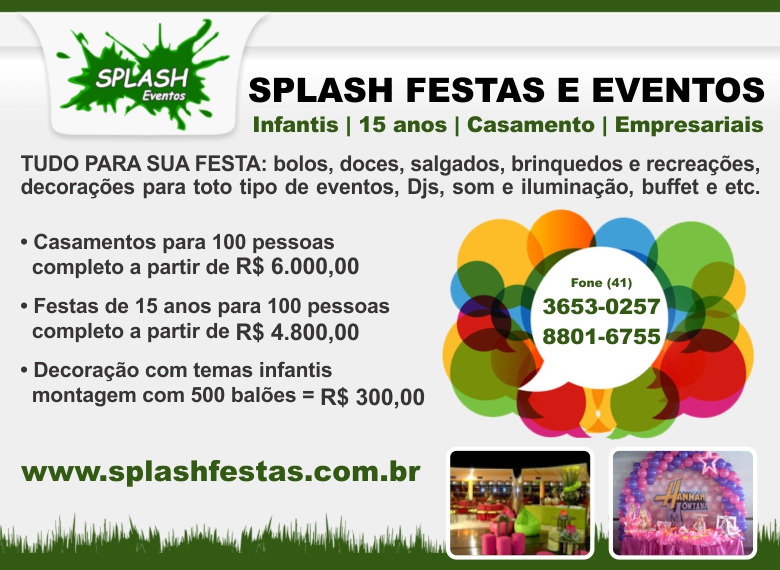 SPLASH
Eventos
SPLASH FESTAS E EVENTOS
Infantis | 15 anos | Casamento | Empresariais
TUDO PARA SUA FESTA: bolos, doces, salgados, brinquedos e recreações,
decorações para toto tipo de eventos, Djs, som e iluminação, buffet e etc.
• Casamentos para 100 pessoas
completo a partir de R$ 6.000,00
• Festas de 15 anos para 100 pessoas
completo a partir de R$ 4.800,00
• Decoração com temas infantis
montagem com 500 balões = R$ 300,00
Fone (41)
3653-0257
8801-6755
www.splashfestas.com.br
HANNAH
MONTANA